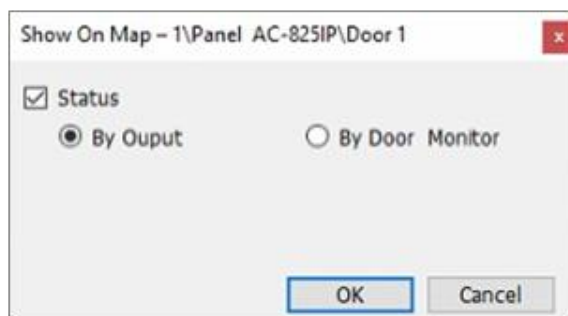 Show On Map – 1\Panel AC-825IP\Door 1 x
Status
By Ouput By Door Monitor
OK Cancel